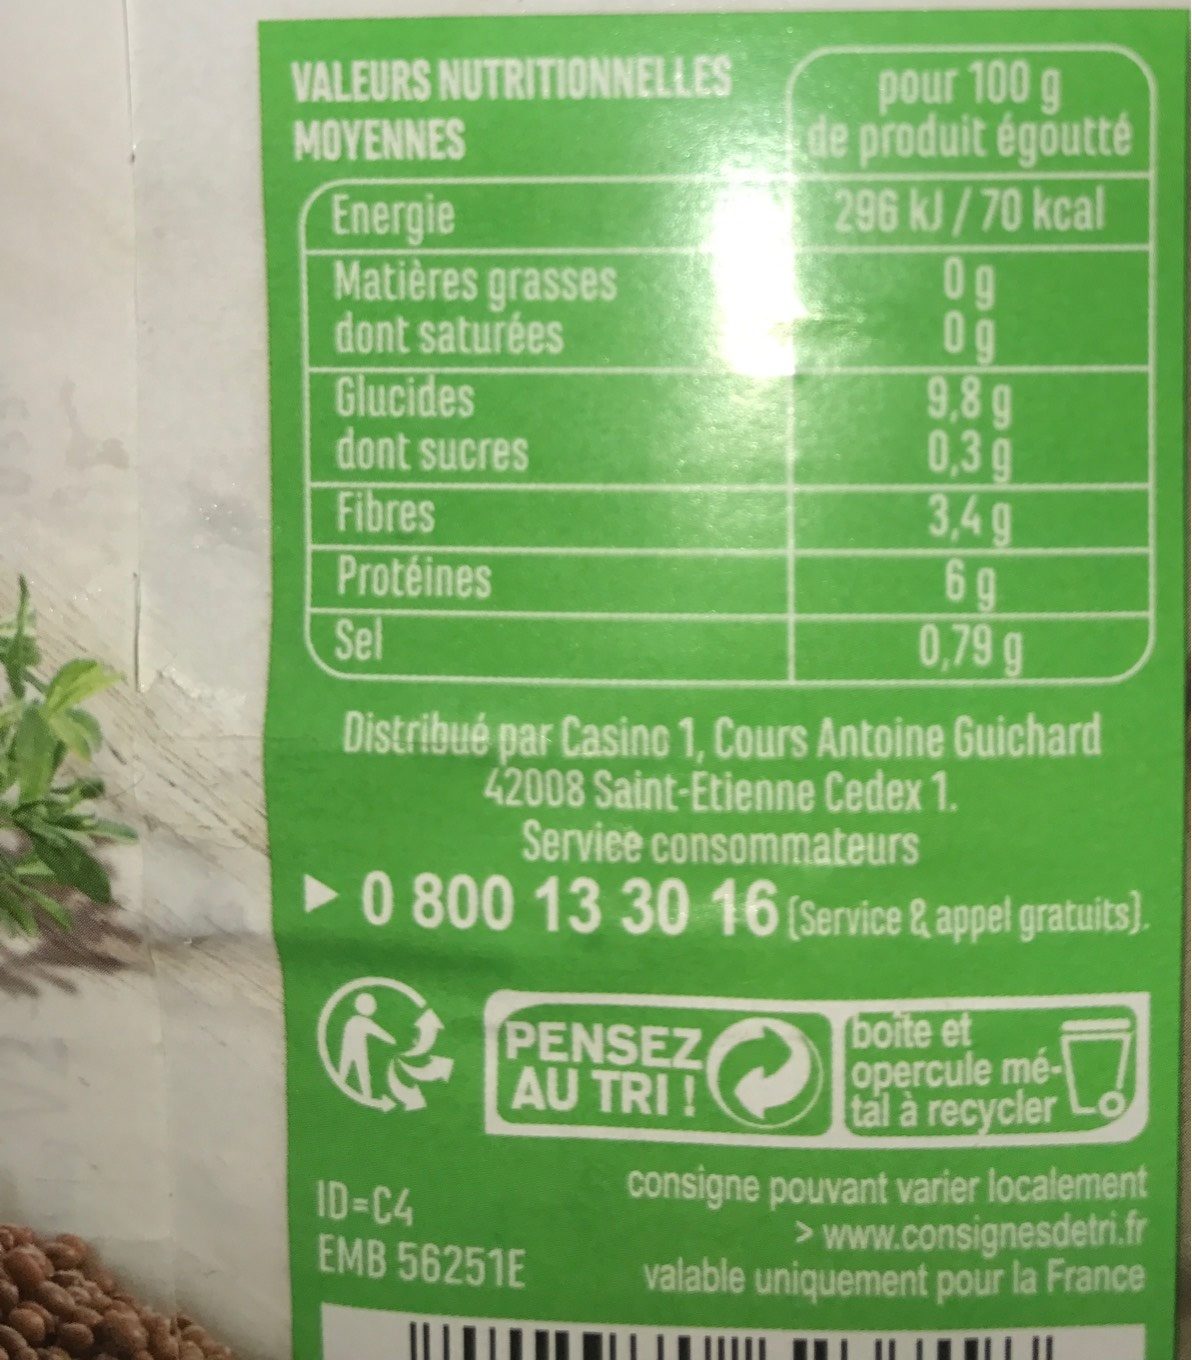 VALEURS NUTRITIONNELLES
MOYENNES
pour 100 g
de produit égoutté
Energie 296 kJ / 70 kcal
Matières grasses 0 g
dont saturées 0 g
Glucides 9,8 g
dont sucres 0,3 g
Fibres 3,4 g
Protéines 6 g
Sel 0,79 g
Distribué par Casino 1, Cours Antoine Guichard
42008 Saint-Etienne Cedex 1.
Service consommateurs
0 800 13 30 16 (Service & appel gratuits).
PENSEZ
AU TRI !
boîte et
opercule mé-
tal à recycler
consigne pouvant varier localement
> www.consignesdetri.fr
valable uniquement pour la France
ID=C4
EMB 56251E